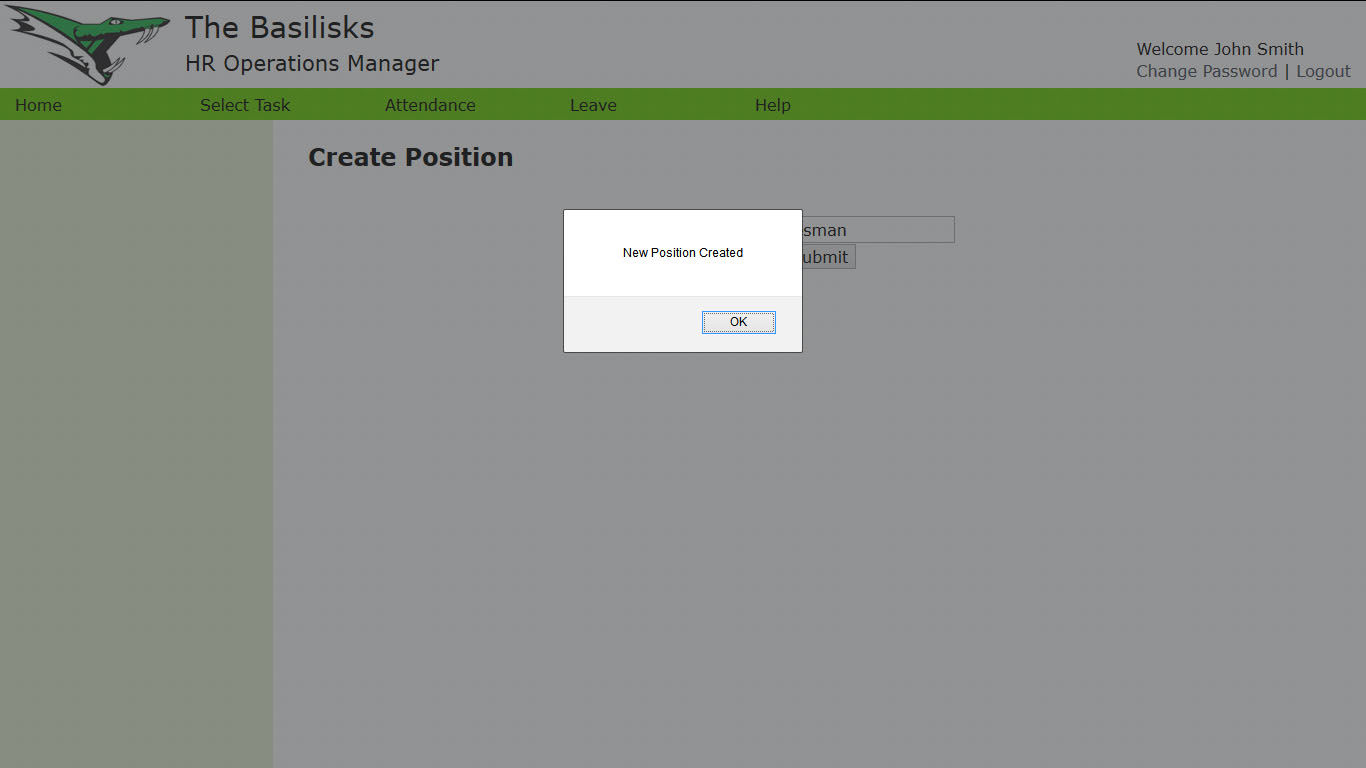 The Basilisks
HR Operations Manager
Welcome John Smith
Change Password | Logout
Home Select Task Attendance Leave Help
Create Position
sman
New Position Created
ubmit
OK